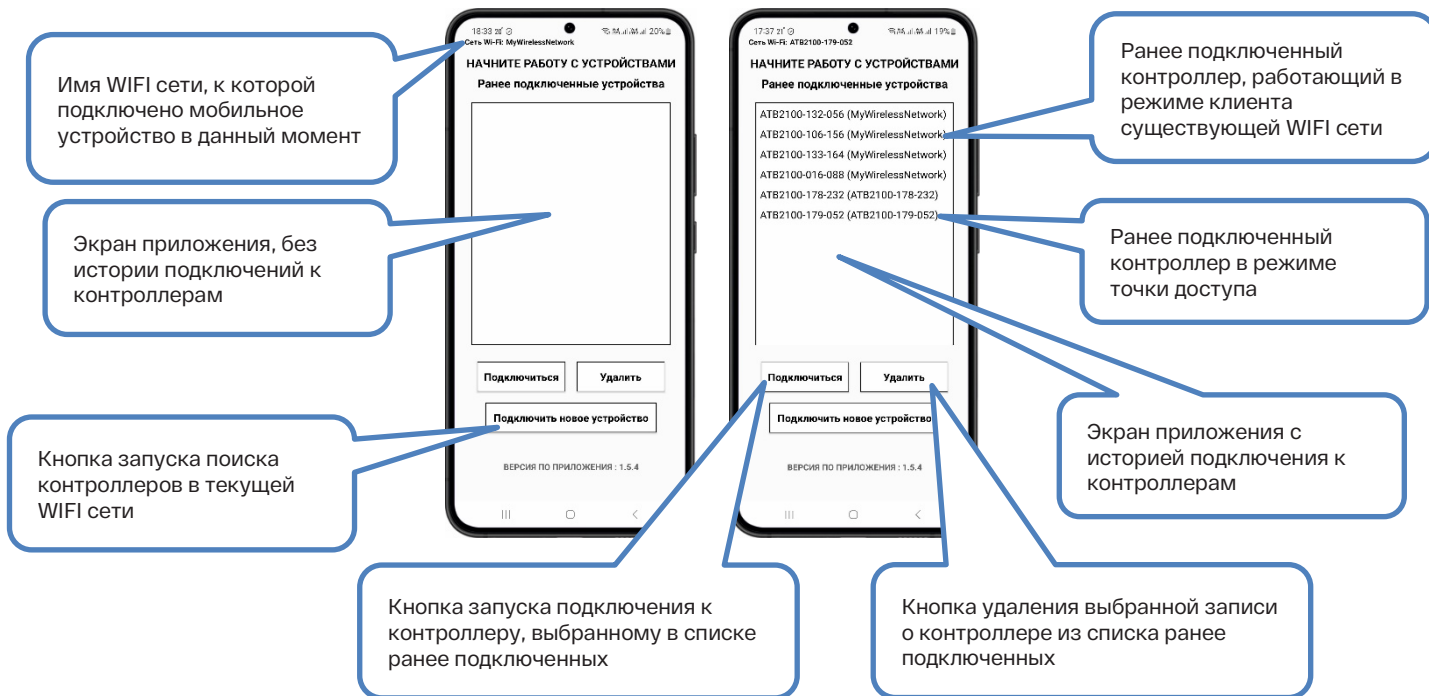 Имя WIFI сети, к которой
подключено мобильное
устройство в данный момент
Экран приложения, без
истории подключений к
контроллерам
Кнопка запуска поиска
контроллеров в текущей
WIFI сети
18:33 20%
Сеть Wi-Fi: MyWirelessNetwork
НАЧНИТЕ РАБОТУ С УСТРОЙСТВАМИ
Ранее подключенные устройства
Подключиться Удалить
Подключить новое устройство
ВЕРСИЯ ПО ПРИЛОЖЕНИЯ : 1.5.4
17:37 21° 19%
Сеть Wi-Fi: ATB2100-179-052
НАЧНИТЕ РАБОТУ С УСТРОЙСТВАМИ
Ранее подключенные устройства
ATB2100-132-056 (MyWirelessNetwork)
ATB2100-106-156 (MyWirelessNetwork)
ATB2100-133-164 (MyWirelessNetwork)
ATB2100-016-088 (MyWirelessNetwork)
ATB2100-178-232 (ATB2100-178-232)
ATB2100-179-052 (ATB2100-179-052)
Подключиться Удалить
Подключить новое устройство
ВЕРСИЯ ПО ПРИЛОЖЕНИЯ : 1.5.4
Ранее подключенный
контроллер, работающий в
режиме клиента
существующей WIFI сети
Ранее подключенный
контроллер в режиме
точки доступа
Экран приложения с
историей подключения к
контроллерам
Кнопка запуска подключения к
контроллеру, выбранному в списке
ранее подключенных
Кнопка удаления выбранной записи
о контроллере из списка ранее
подключенных